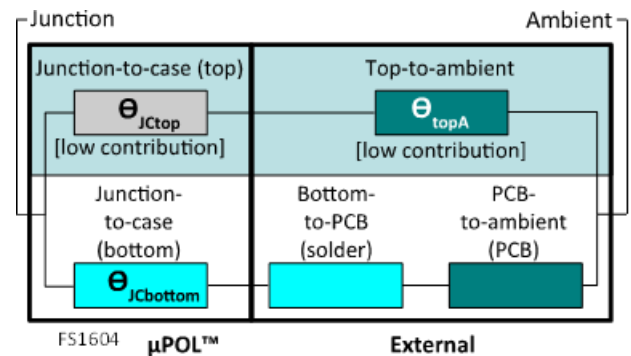 Junction
Ambient
Junction-to-case (top)
Top-to-ambient
ΘJCtop
ΘtopA
[low contribution]
[low contribution]
Junction-
to-case
(bottom)
Bottom-
to-PCB
(solder)
PCB-
to-ambient
(PCB)
ΘJCbottom
FS1604
µPOL™
External